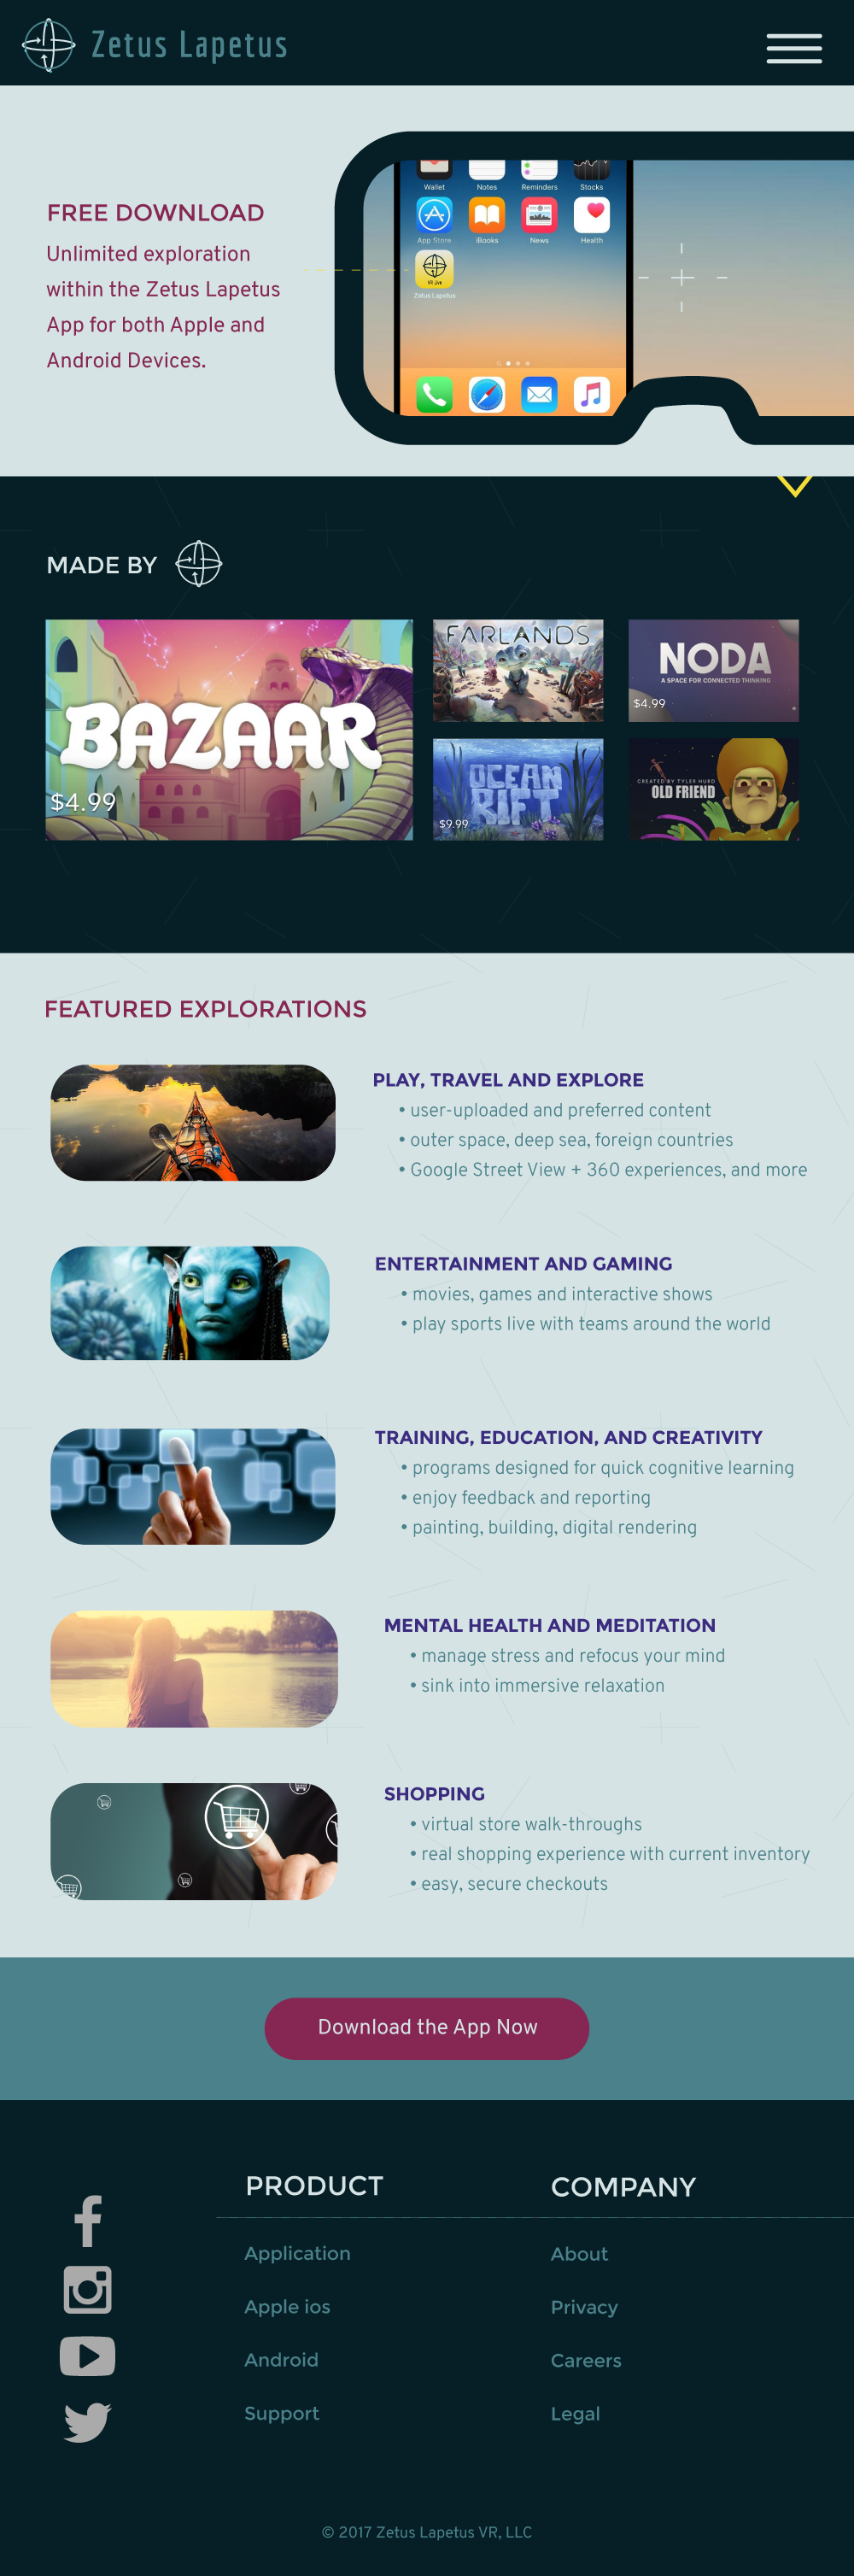 Zetus Lapetus
FREE DOWNLOAD
Unlimited exploration
within the Zetus Lapetus
App for both Apple and
Android Devices.
Wallet Notes Reminders Stocks
App Store iBooks News Health
VR Live
Zetus Lapetus
MADE BY
BAZAAR
$4.99
FARLANDS
NODA
A SPACE FOR CONNECTED THINKING
$4.99
OCEAN
RIFT
$9.99
CREATED BY TYLER HURD
OLD FRIEND
FEATURED EXPLORATIONS
PLAY, TRAVEL AND EXPLORE
• user-uploaded and preferred content
• outer space, deep sea, foreign countries
• Google Street View + 360 experiences, and more
ENTERTAINMENT AND GAMING
• movies, games and interactive shows
• play sports live with teams around the world
TRAINING, EDUCATION, AND CREATIVITY
• programs designed for quick cognitive learning
• enjoy feedback and reporting
• painting, building, digital rendering
MENTAL HEALTH AND MEDITATION
• manage stress and refocus your mind
• sink into immersive relaxation
SHOPPING
• virtual store walk-throughs
• real shopping experience with current inventory
• easy, secure checkouts
Download the App Now
PRODUCT
Application
Apple ios
Android
Support
COMPANY
About
Privacy
Careers
Legal
© 2017 Zetus Lapetus VR, LLC